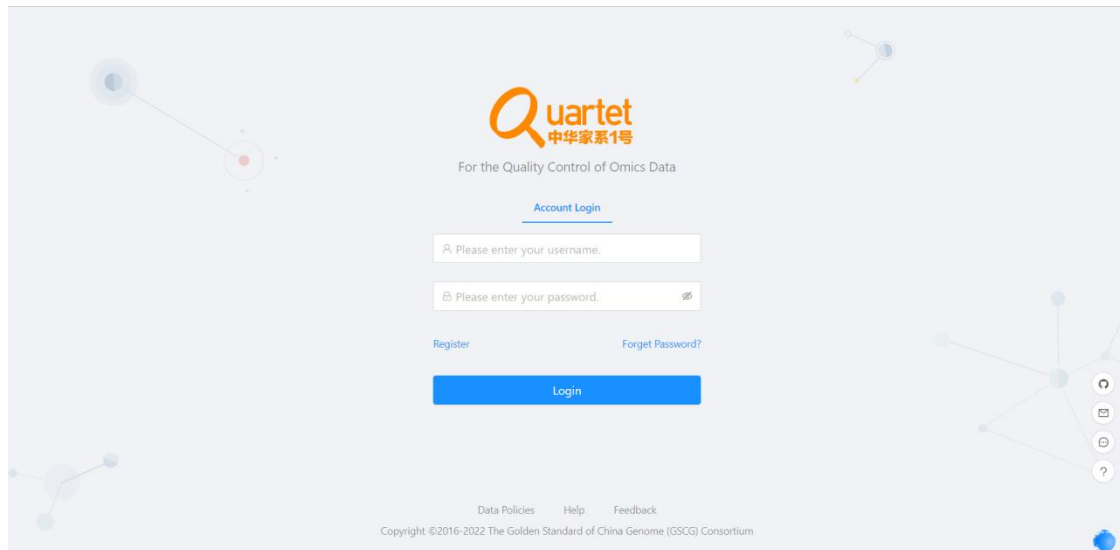 Quartet
中华家系1号
For the Quality Control of Omics Data
Account Login
Please enter your username.
Please enter your password.
Register Forget Password?
Login
?
Data Policies Help Feedback
Copyright ©2016-2022 The Golden Standard of China Genome (GSCG) Consortium